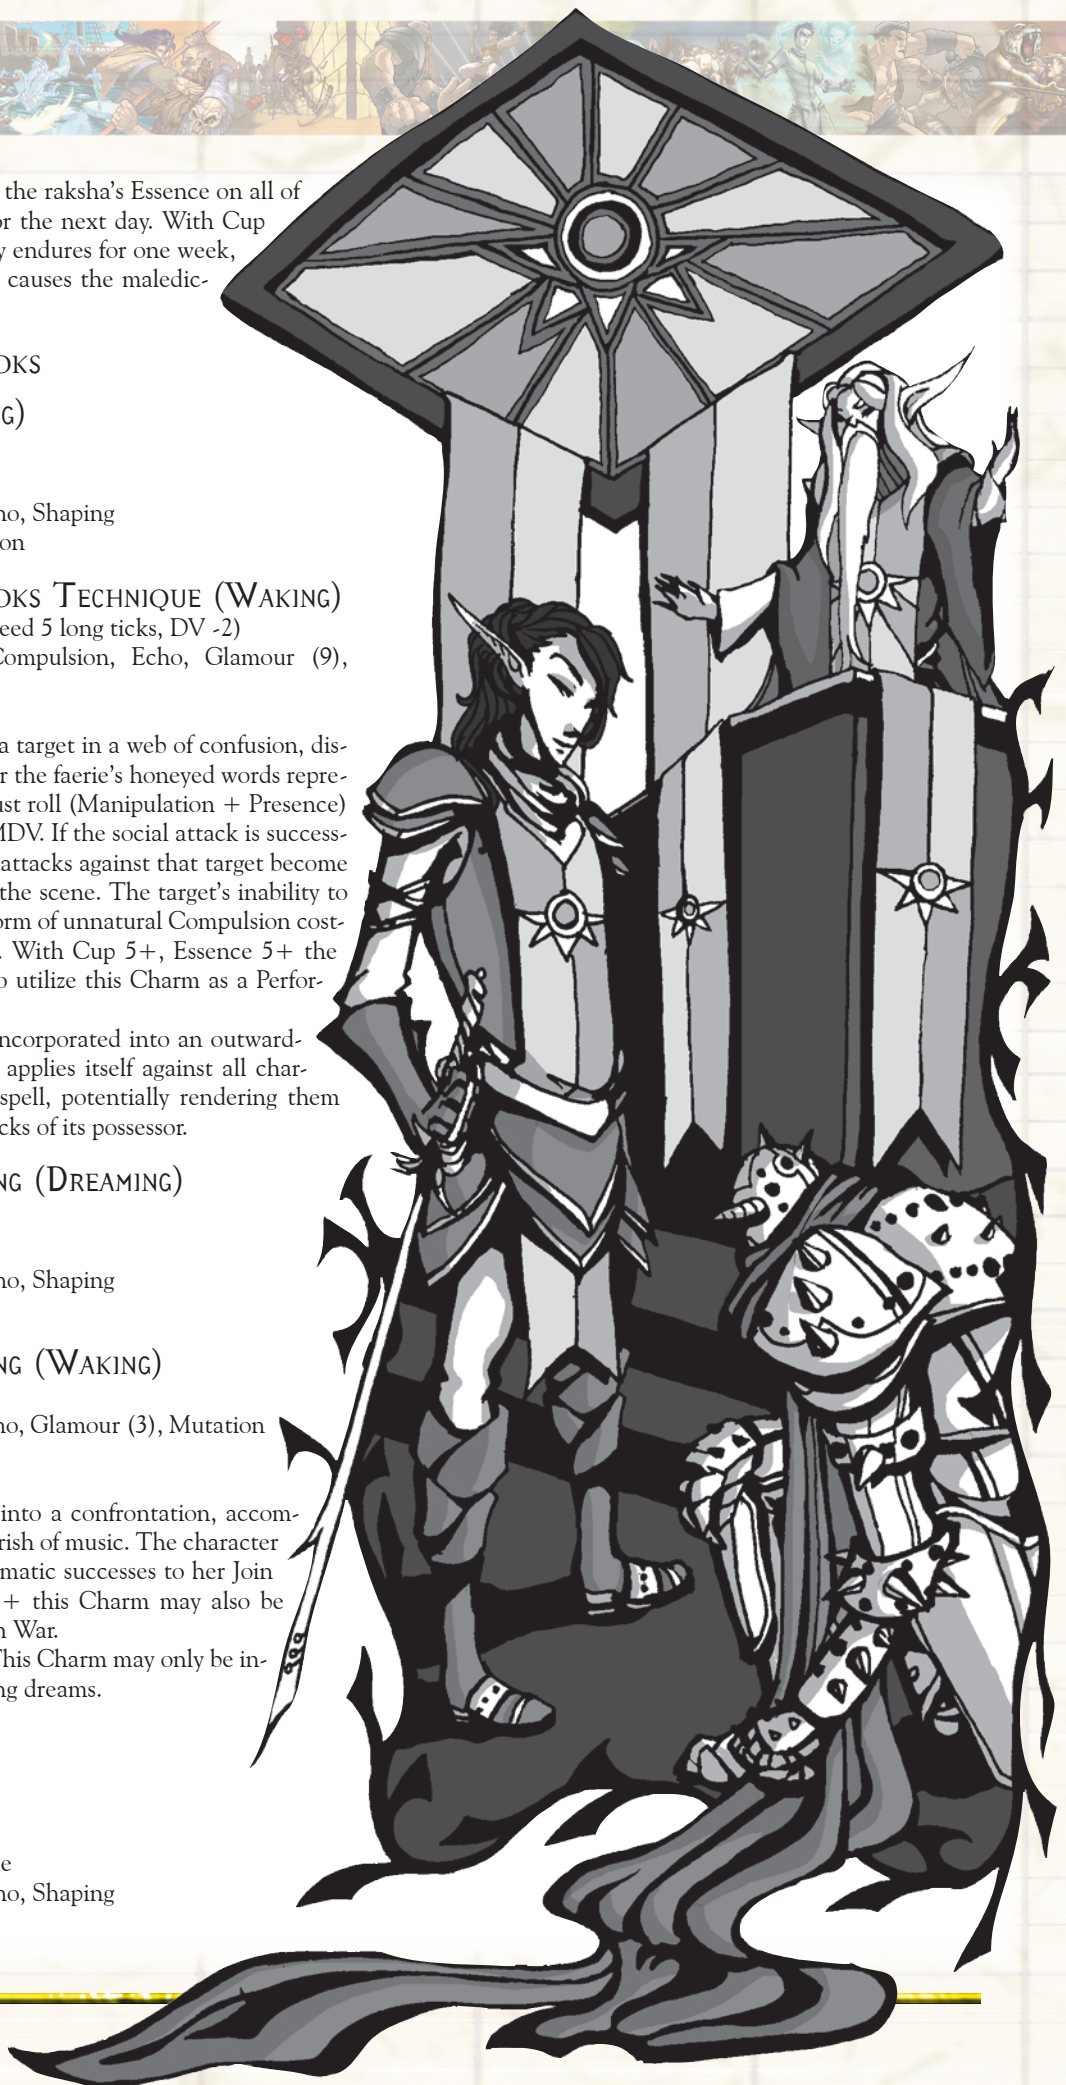 the raksha's Essence on all of
or the next day. With Cup
y endures for one week,
causes the maledic-
OKS
G)
ho, Shaping
on
OKS TECHNIQUE (WAKING)
eed 5 long ticks, DV -2)
Compulsion, Echo, Glamour (9),
a target in a web of confusion, dis-
r the faerie's honeyed words repre-
ust roll (Manipulation + Presence)
MDV. If the social attack is success-
attacks against that target become
the scene. The target's inability to
orm of unnatural Compulsion cost-
. With Cup 5+, Essence 5+ the
o utilize this Charm as a Perfor-
ncorporated into an outward-
applies itself against all char-
spell, potentially rendering them
cks of its possessor.
NG (DREAMING)
ho, Shaping
NG (WAKING)
ho, Glamour (3), Mutation
into a confrontation, accom-
rish of music. The character
matic successes to her Join
+ this Charm may also be
n War.
This Charm may only be in-
ng dreams.
e
ho, Shaping